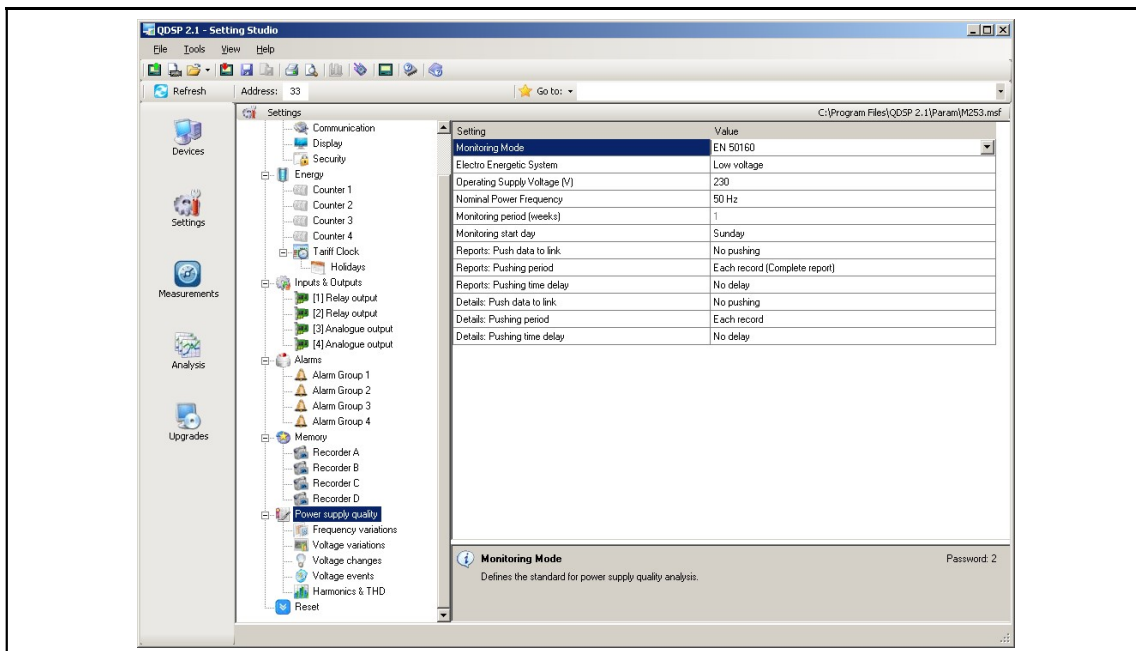 QDSP 2.1 - Setting Studio
File Tools View Help
Refresh Address: 33 Go to:
Settings C:\Program Files\QDSP 2.1\Param\M253.msf
Devices
Settings
Measurements
Analysis
Upgrades
Communication
Display
Security
Energy
Counter 1
Counter 2
Counter 3
Counter 4
Tariff Clock
Holidays
Inputs & Outputs
[1] Relay output
[2] Relay output
[3] Analogue output
[4] Analogue output
Alarms
Alarm Group 1
Alarm Group 2
Alarm Group 3
Alarm Group 4
Memory
Recorder A
Recorder B
Recorder C
Recorder D
Power supply quality
Frequency variations
Voltage variations
Voltage changes
Voltage events
Harmonics & THD
Reset
Setting Value
Monitoring Mode EN 50160
Electro Energetic System Low voltage
Operating Supply Voltage (V) 230
Nominal Power Frequency 50 Hz
Monitoring period (weeks) 1
Monitoring start day Sunday
Reports: Push data to link No pushing
Reports: Pushing period Each record (Complete report)
Reports: Pushing time delay No delay
Details: Push data to link No pushing
Details: Pushing period Each record
Details: Pushing time delay No delay
Monitoring Mode Password: 2
Defines the standard for power supply quality analysis.